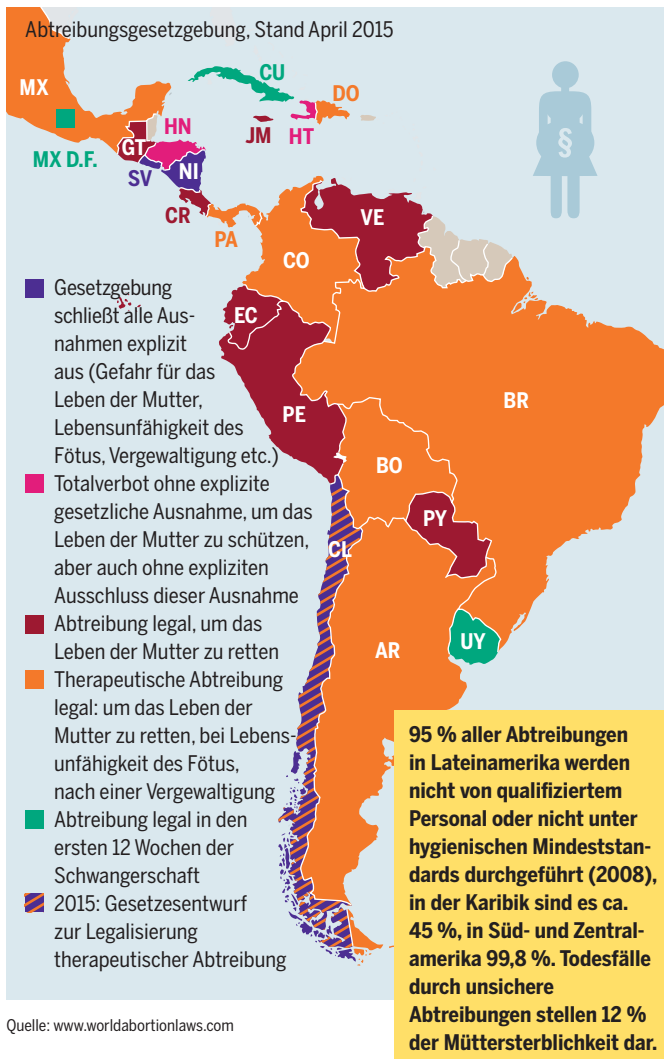 Abtreibungsgesetzgebung, Stand April 2015
MX
CU
DO
HN
JM
HT
GT
MX D.F.
SV
NI
CR
PA
VE
CO
§
EC
PE
BR
BO
PY
CL
UY
AR
Gesetzgebung
schließt alle Aus-
nahmen explizit
aus (Gefahr für das
Leben der Mutter,
Lebensunfähigkeit des
Fötus, Vergewaltigung etc.)
Totalverbot ohne explizite
gesetzliche Ausnahme, um das
Leben der Mutter zu schützen,
aber auch ohne expliziten
Ausschluss dieser Ausnahme
Abtreibung legal, um das
Leben der Mutter zu retten
Therapeutische Abtreibung
legal: um das Leben der
Mutter zu retten, bei Lebens-
unfähigkeit des Fötus,
nach einer Vergewaltigung
Abtreibung legal in den
ersten 12 Wochen der
Schwangerschaft
2015: Gesetzesentwurf
zur Legalisierung
therapeutischer Abtreibung
95 % aller Abtreibungen
in Lateinamerika werden
nicht von qualifiziertem
Personal oder nicht unter
hygienischen Mindeststan-
dards durchgeführt (2008),
in der Karibik sind es ca.
45 %, in Süd- und Zentral-
amerika 99,8 %. Todesfälle
durch unsichere
Abtreibungen stellen 12 %
der Müttersterblichkeit dar.
Quelle: www.worldabortionlaws.com